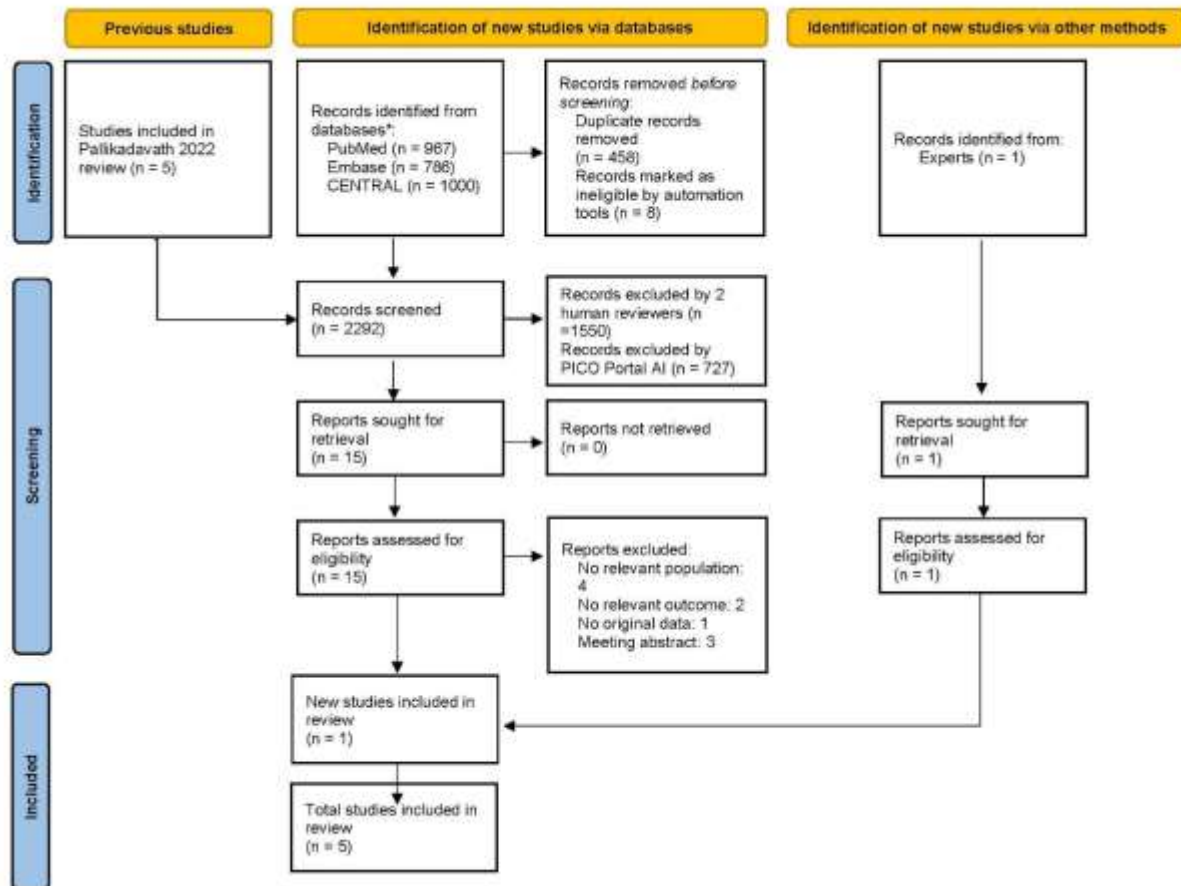 Previous studies
Identification of new studies via databases
Identification of new studies via other methods
Identification
Studies included in
Pallikadavath 2022
review (n = 5)
Records identified from
databases*:
PubMed (n = 967)
Embase (n = 786)
CENTRAL (n = 1000)
Records removed before
screening:
Duplicate records
removed
(n = 458)
Records marked as
ineligible by automation
tools (n = 8)
Records identified from:
Experts (n = 1)
Screening
Records screened
(n = 2292)
Records excluded by 2
human reviewers (n
=1550)
Records excluded by
PICO Portal AI (n = 727)
Reports sought for
retrieval
(n = 15)
Reports not retrieved
(n = 0)
Reports sought for
retrieval
(n = 1)
Reports assessed for
eligibility
(n = 15)
Reports excluded:
No relevant population:
4
No relevant outcome: 2
No original data: 1
Meeting abstract: 3
Reports assessed for
eligibility
(n = 1)
Included
New studies included in
review
(n = 1)
Total studies included in
review
(n = 5)